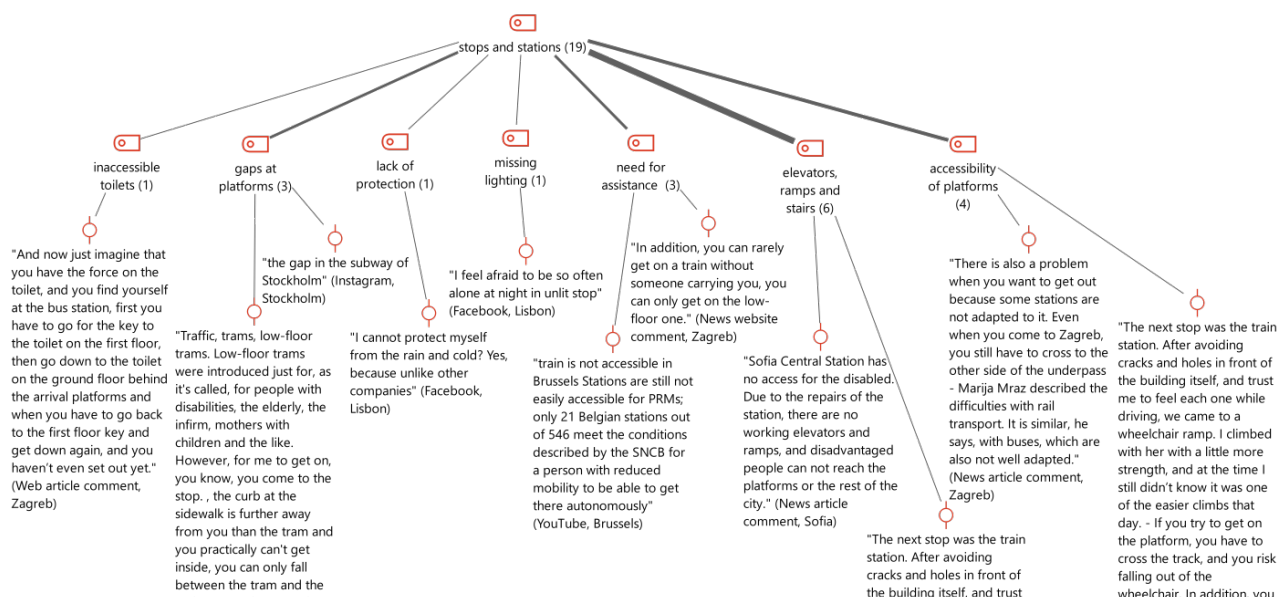 stops and stations (19)
inaccessible
toilets (1)
gaps at
platforms (3)
lack of
protection (1)
missing
lighting (1)
need for
assistance (3)
elevators,
ramps and
stairs (6)
accessibility
of platforms
(4)
"And now just imagine that
you have the force on the
toilet, and you find yourself
at the bus station, first you
have to go for the key to
the toilet on the first floor,
then go down to the toilet
on the ground floor behind
the arrival platforms and
when you have to go back
to the first floor key and
get down again, and you
haven't even set out yet."
(Web article comment,
Zagreb)
"the gap in the subway of
Stockholm" (Instagram,
Stockholm)
"Traffic, trams, low-floor
trams. Low-floor trams
were introduced just for, as
it's called, for people with
disabilities, the elderly, the
infirm, mothers with
children and the like.
However, for me to get on,
you know, you come to the
stop. , the curb at the
sidewalk is further away
from you than the tram and
you practically can't get
inside, you can only fall
between the tram and the
"I cannot protect myself
from the rain and cold? Yes,
because unlike other
companies" (Facebook,
Lisbon)
"I feel afraid to be so often
alone at night in unlit stop"
(Facebook, Lisbon)
"In addition, you can rarely
get on a train without
someone carrying you, you
can only get on the low-
floor one." (News website
comment, Zagreb)
"train is not accessible in
Brussels Stations are still not
easily accessible for PRMs;
only 21 Belgian stations out
of 546 meet the conditions
described by the SNCB for
a person with reduced
mobility to be able to get
there autonomously"
(YouTube, Brussels)
"Sofia Central Station has
no access for the disabled.
Due to the repairs of the
station, there are no
working elevators and
ramps, and disadvantaged
people can not reach the
platforms or the rest of the
city." (News article
comment, Sofia)
"The next stop was the train
station. After avoiding
cracks and holes in front of
the building itself, and trust
"There is also a problem
when you want to get out
because some stations are
not adapted to it. Even
when you come to Zagreb,
you still have to cross to the
other side of the underpass
- Marija Mraz described the
difficulties with rail
transport. It is similar, he
says, with buses, which are
also not well adapted."
(News article comment,
Zagreb)
"The next stop was the train
station. After avoiding
cracks and holes in front of
the building itself, and trust
me to feel each one while
driving, we came to a
wheelchair ramp. I climbed
with her with a little more
strength, and at the time I
still didn't know it was one
of the easier climbs that
day. - If you try to get on
the platform, you have to
cross the track, and you risk
falling out of the
wheelchair. In addition, you